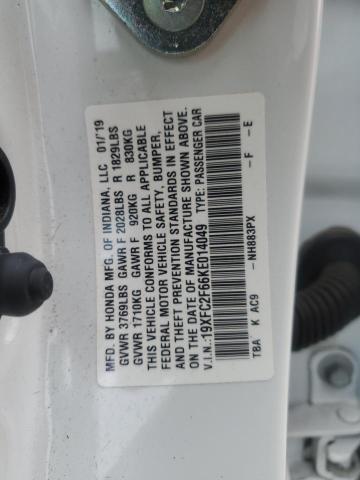 MFD. BY HONDA MFG. OF INDIANA, LLC 01/'19
GVWR 3769LBS GAWR F 2028LBS R 1829LBS
GVWR 1710KG GAWR F 920KG R 830KG
THIS VEHICLE CONFORMS TO ALL APPLICABLE
FEDERAL MOTOR VEHICLE SAFETY, BUMPER,
AND THEFT PREVENTION STANDARDS IN EFFECT
ON THE DATE OF MANUFACTURE SHOWN ABOVE.
V.I.N.: 19XFC2F66KE014049 TYPE: PASSENGER CAR
TBA K AC9 - NH883PX - F - E